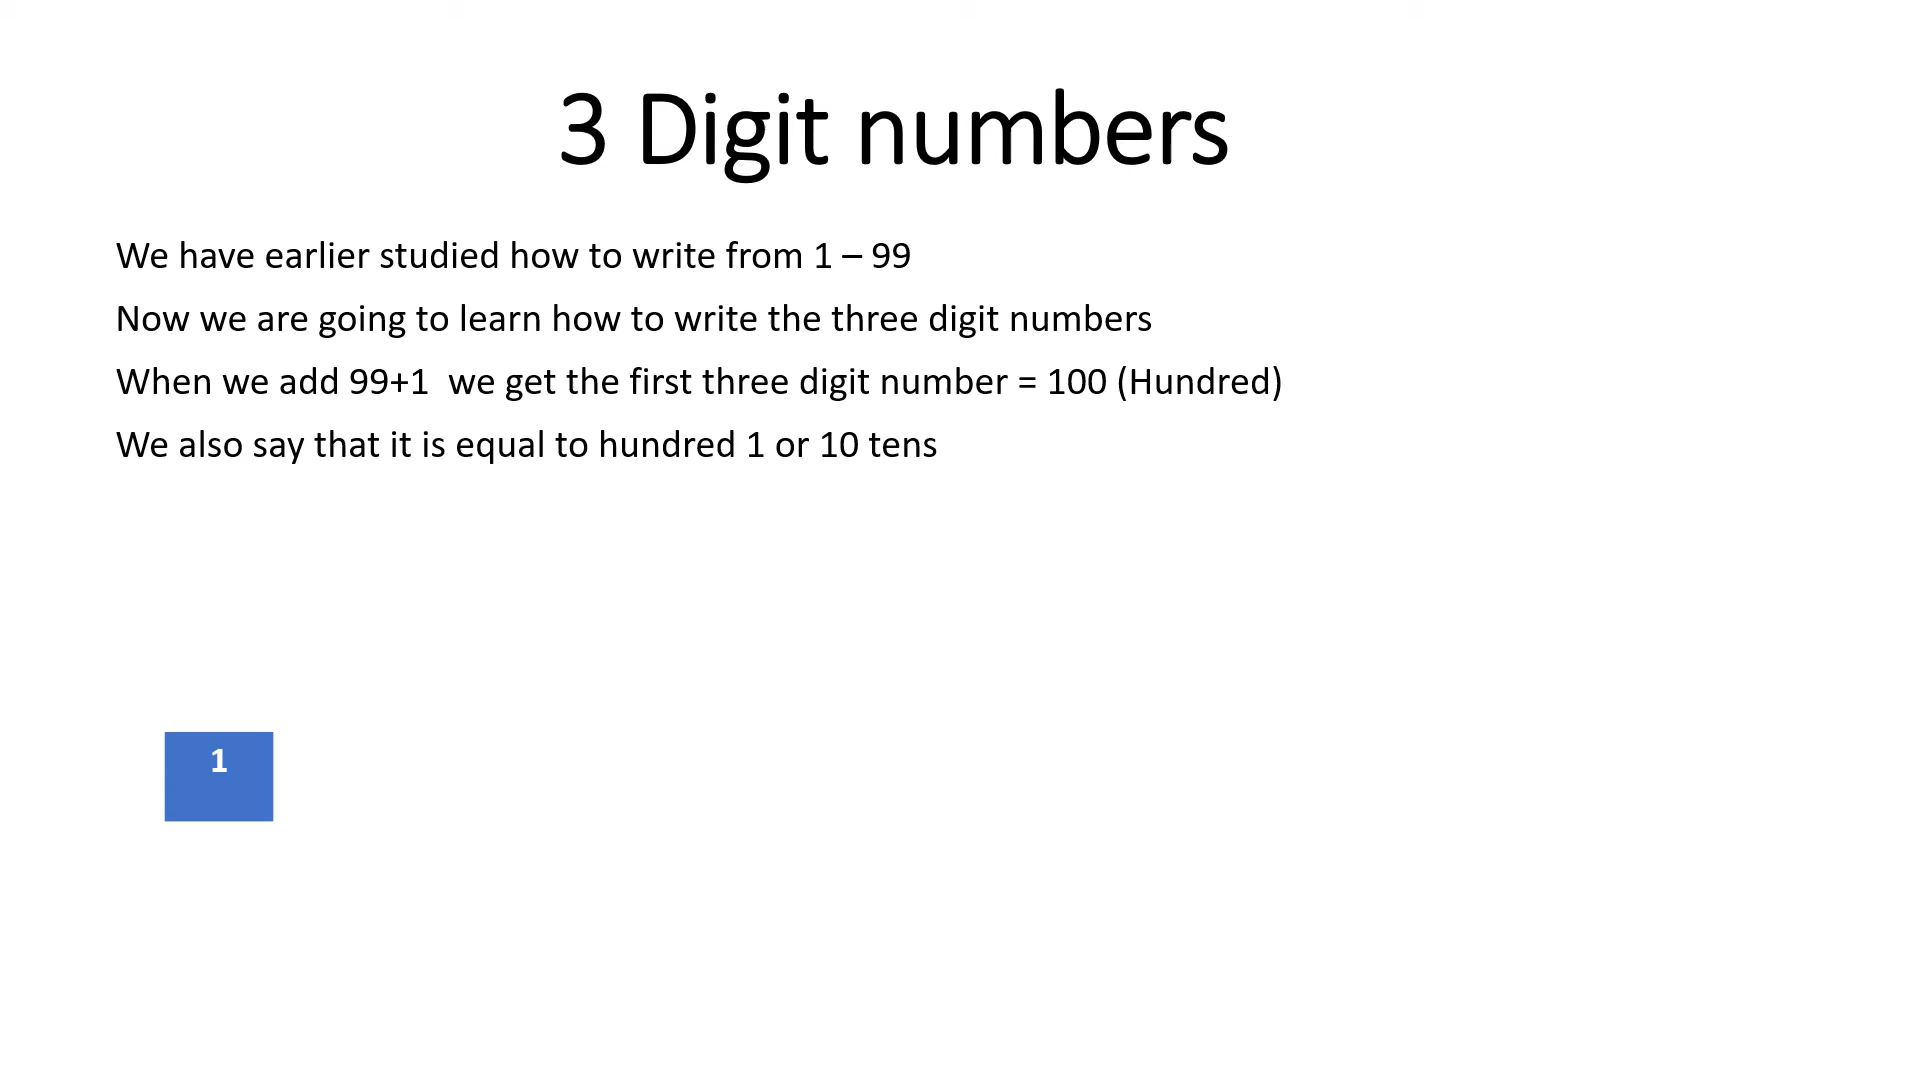 3 Digit numbers
We have earlier studied how to write from 1 – 99
Now we are going to learn how to write the three digit numbers
When we add 99+1  we get the first three digit number = 100 (Hundred)
We also say that it is equal to hundred 1 or 10 tens
1